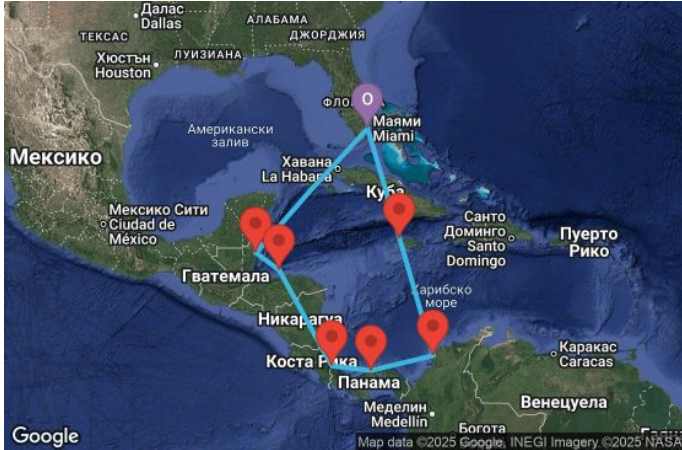 Далас
Dallas
АЛАБАМА
ТЕКСАС
ДЖОРДЖИЯ
Хюстън
Houston
ЛУИЗИАНА
O
Маями
Miami
Американски
залив
Мексико
Хавана
La Habana
Куба
Мексико Сити
Ciudad de
México
Санто
Доминго
Santo
Domingo
Пуерто
Рико
Гватемала
море
Никарагуа
Коста Рика
Каракас
Caracas
Панама
Венецуела
Меделин
Medellín
Богота
Google
Map data ©2025 Google, INEGI Imagery ©2025 NASA